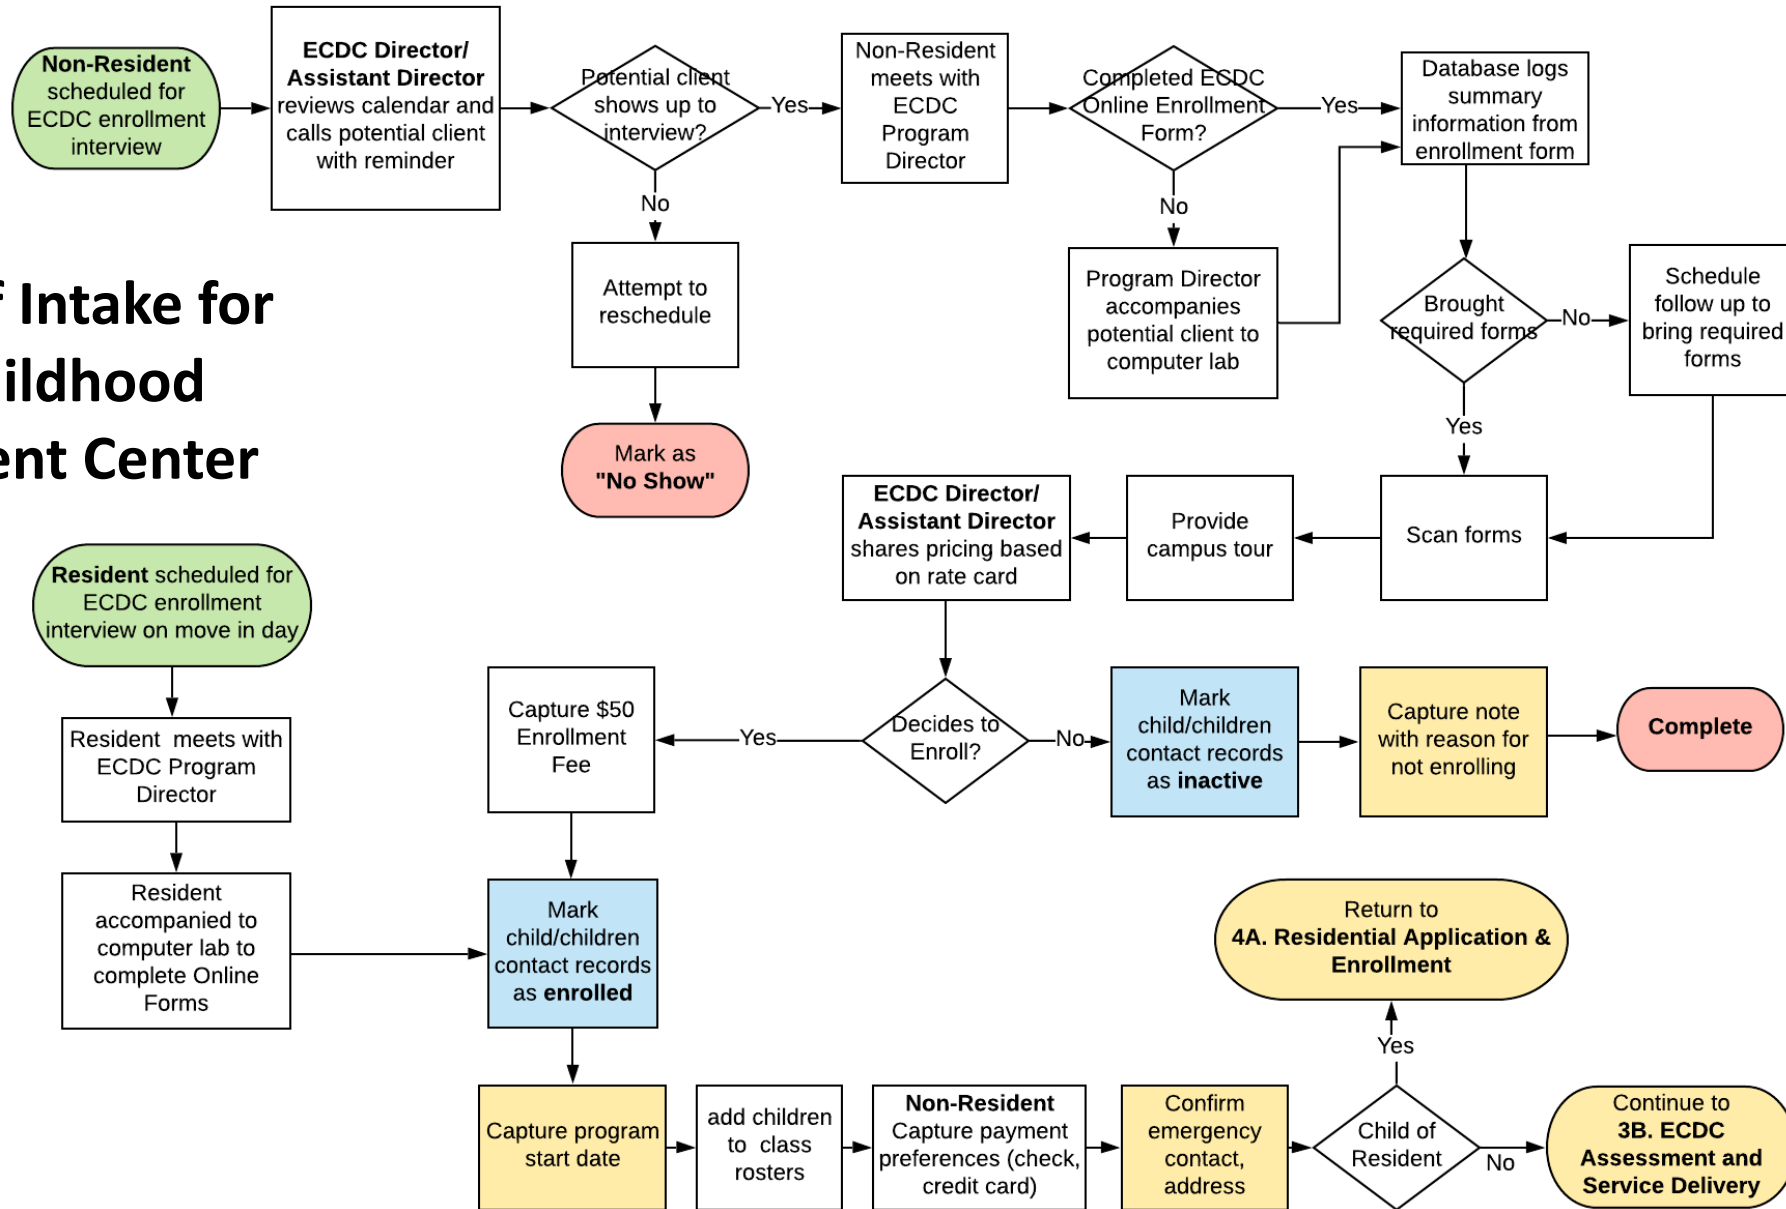 Non-Resident
scheduled for
ECDC enrollment
interview
ECDC Director/
Assistant Director
reviews calendar and
calls potential client
with reminder
Potential client
shows up to
interview?
Yes
No
Non-Resident
meets with
ECDC
Program
Director
Completed ECDC
Online Enrollment
Form?
Yes
No
Database logs
summary
information from
enrollment form
Attempt to
reschedule
Mark as
"No Show"
Program Director
accompanies
potential client to
computer lab
Brought
required forms
No
Yes
Schedule
follow up to
bring required
forms
Intake for
ent Center
ECDC Director/
Assistant Director
shares pricing based
on rate card
Provide
campus tour
Scan forms
Resident scheduled for
ECDC enrollment
interview on move in day
Resident meets with
ECDC Program
Director
Resident
accompanied to
computer lab to
complete Online
Forms
Capture $50
Enrollment
Fee
Yes
Decides to
Enroll?
No
Mark
child/children
contact records
as inactive
Capture note
with reason for
not enrolling
Complete
Mark
child/children
contact records
as enrolled
Return to
4A. Residential Application &
Enrollment
Yes
Capture program
start date
add children
to class
rosters
Non-Resident
Capture payment
preferences (check,
credit card)
Confirm
emergency
contact,
address
Child of
Resident
No
Continue to
3B. ECDC
Assessment and
Service Delivery